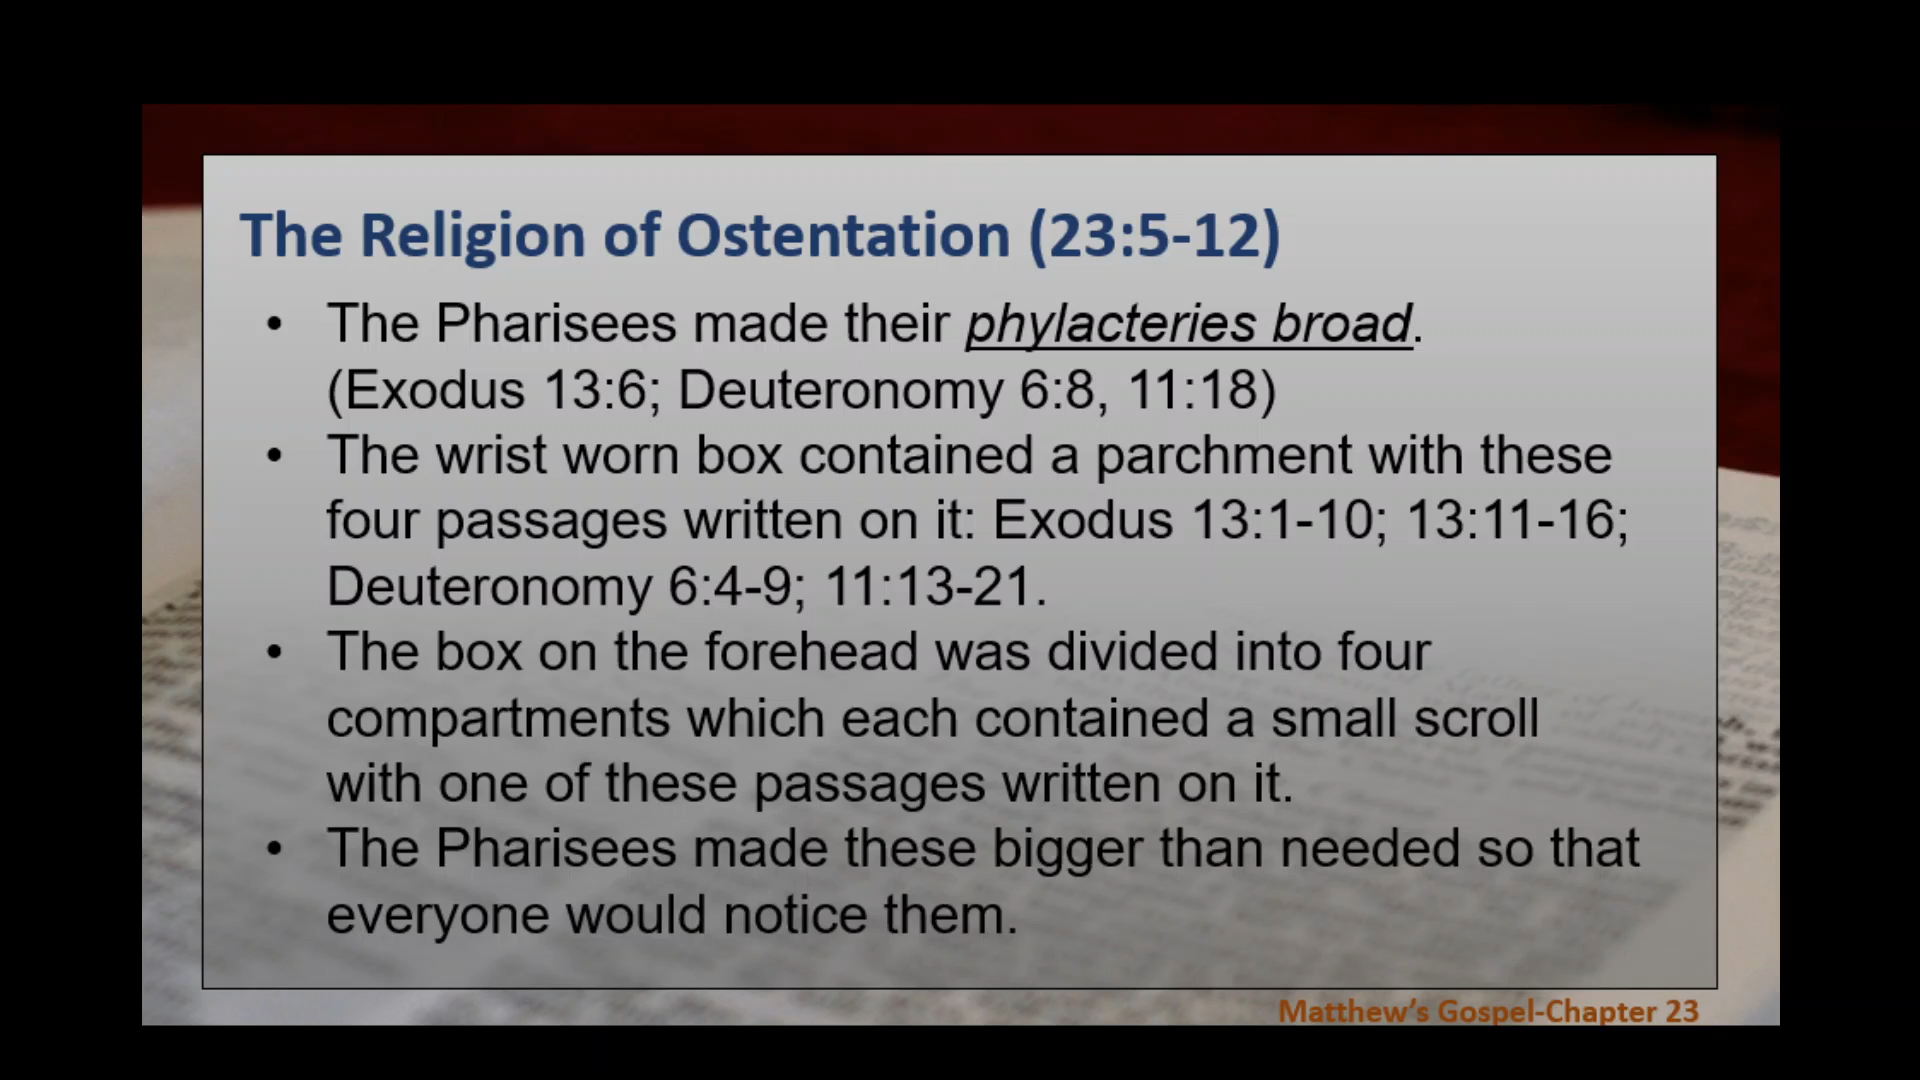 The Religion of Ostentation (23:5-12)
• The Pharisees made their phylacteries broad.
(Exodus 13:6; Deuteronomy 6:8, 11:18)
• The wrist worn box contained a parchment with these
four passages written on it: Exodus 13:1-10; 13:11-16;
Deuteronomy 6:4-9; 11:13-21.
• The box on the forehead was divided into four
compartments which each contained a small scroll
with one of these passages written on it.
• The Pharisees made these bigger than needed so that
everyone would notice them.
Matthew’s Gospel-Chapter 23